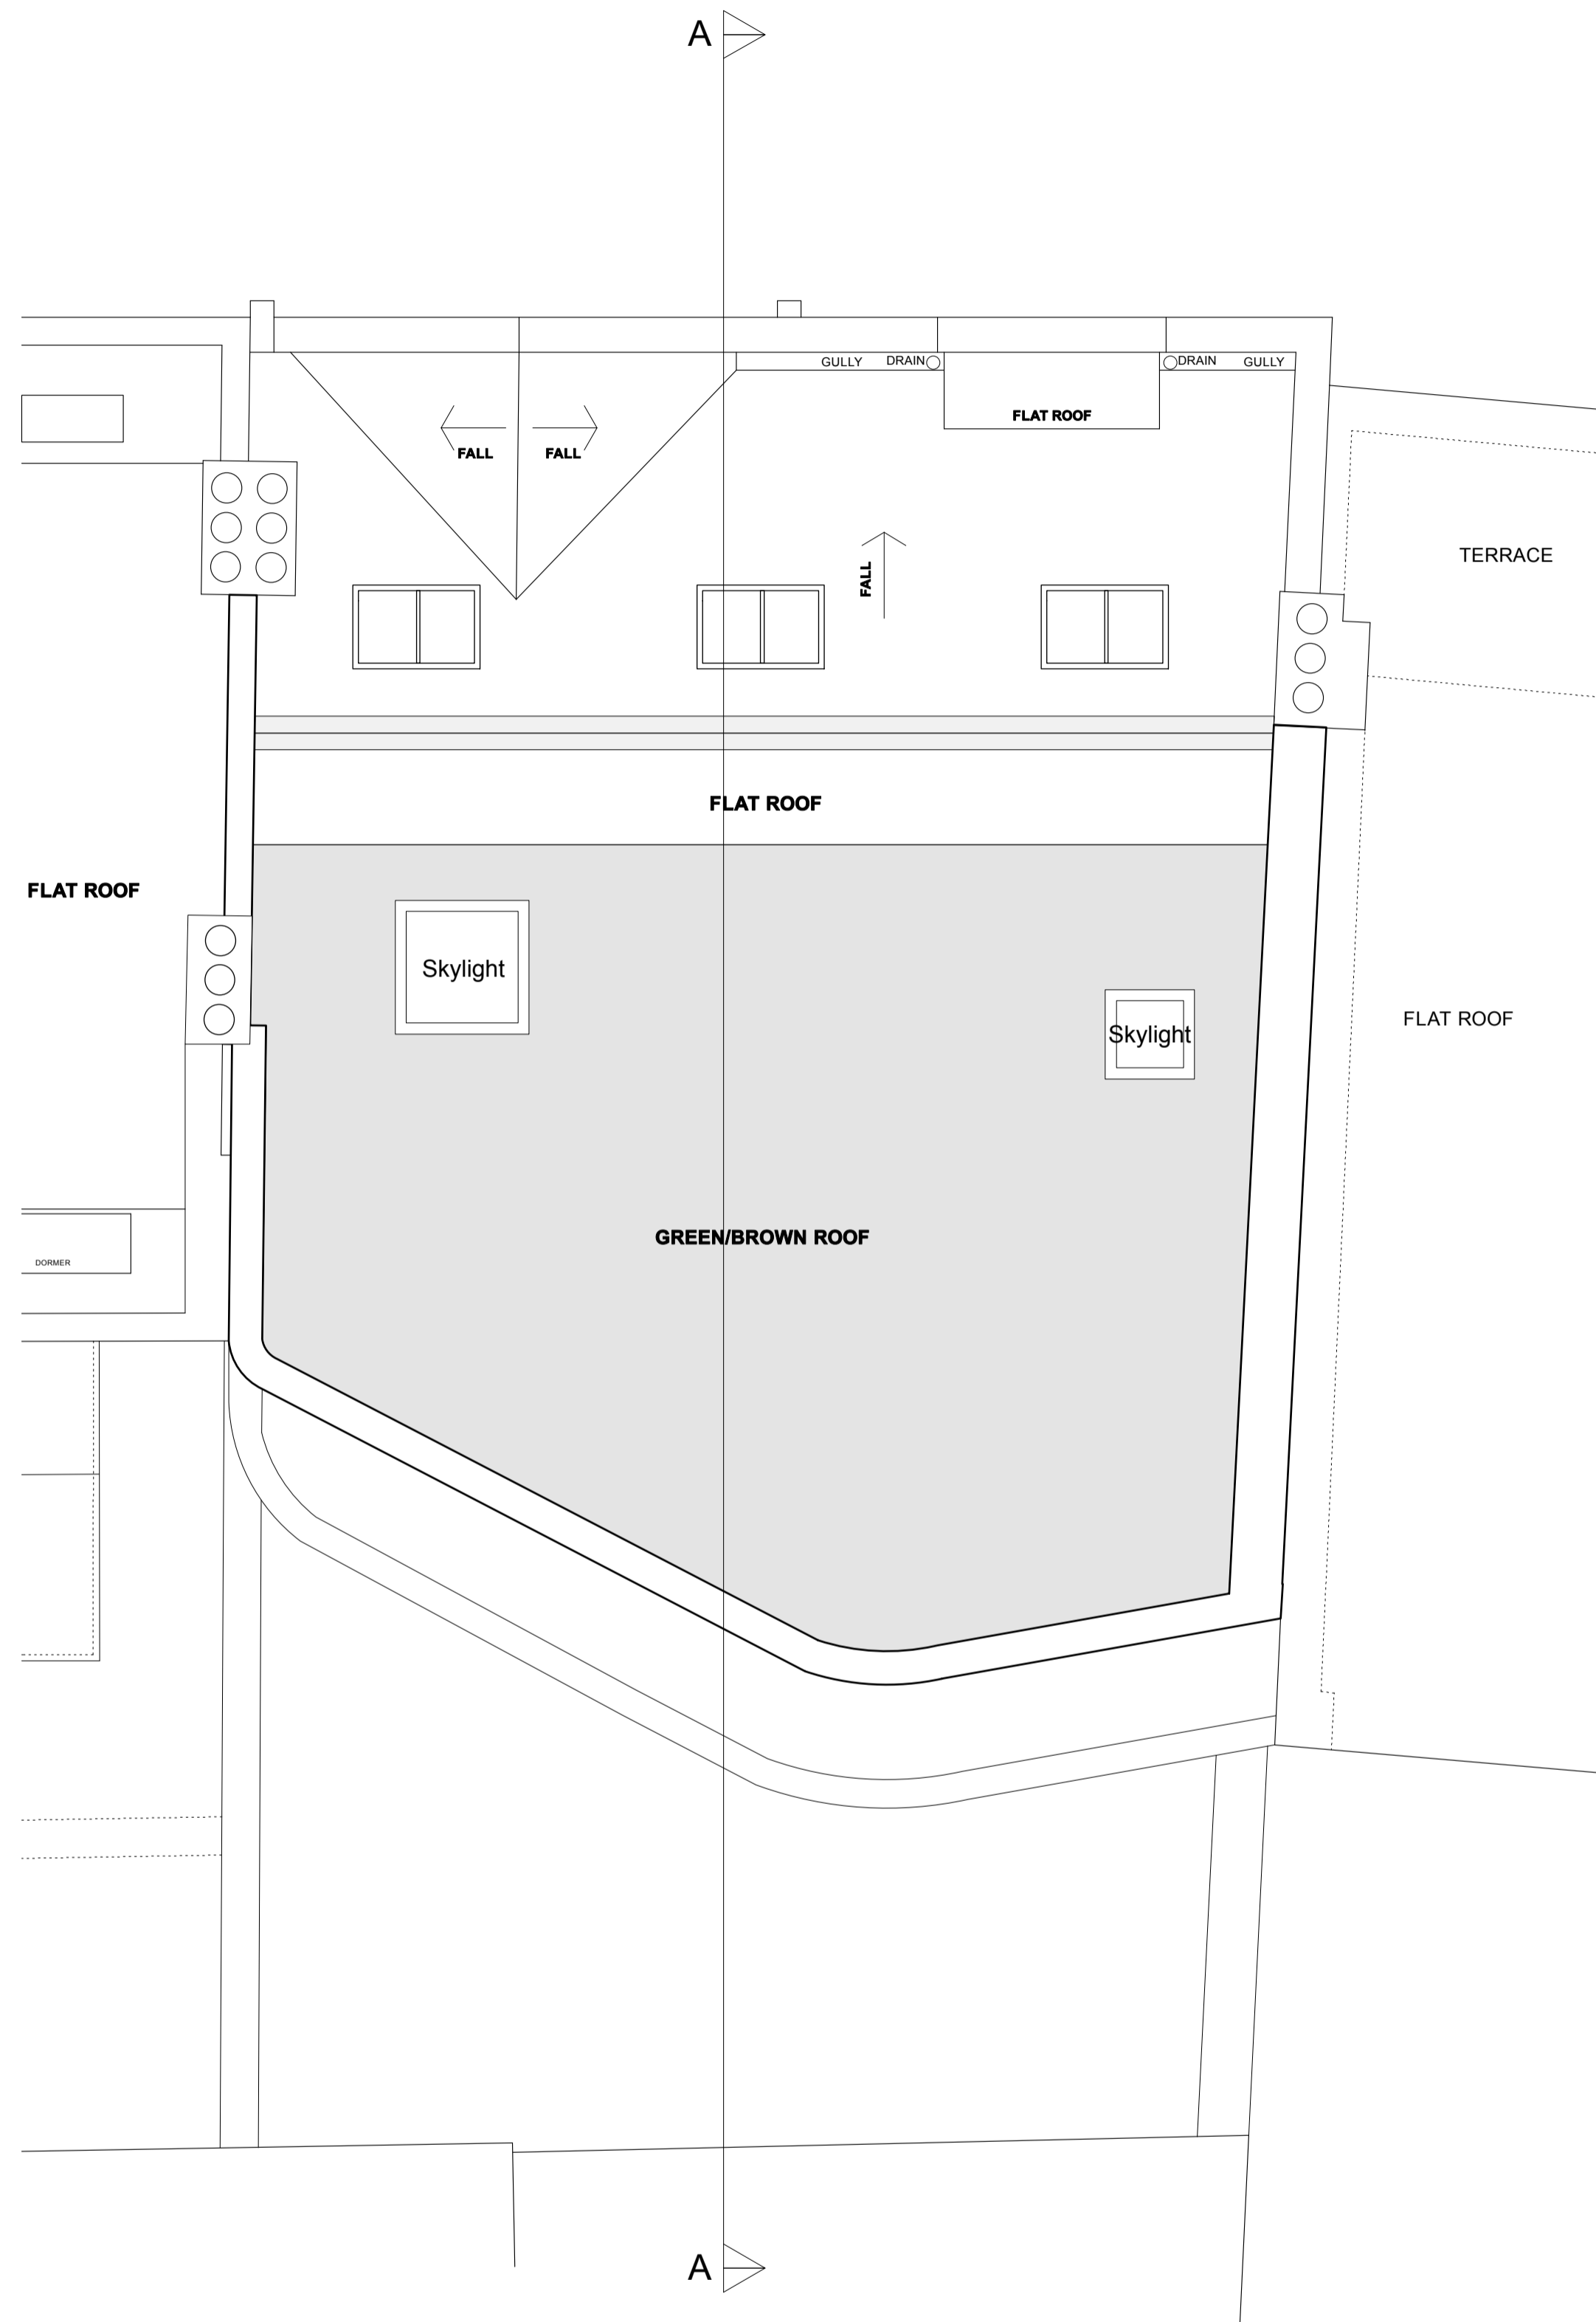 A
GULLY
DRAIN
DRAIN
GULLY
FLAT ROOF
FALL
FALL
FALL
TERRACE
FLAT ROOF
FLAT ROOF
Skylight
Skylight
FLAT ROOF
GREEN/BROWN ROOF
DORMER
A